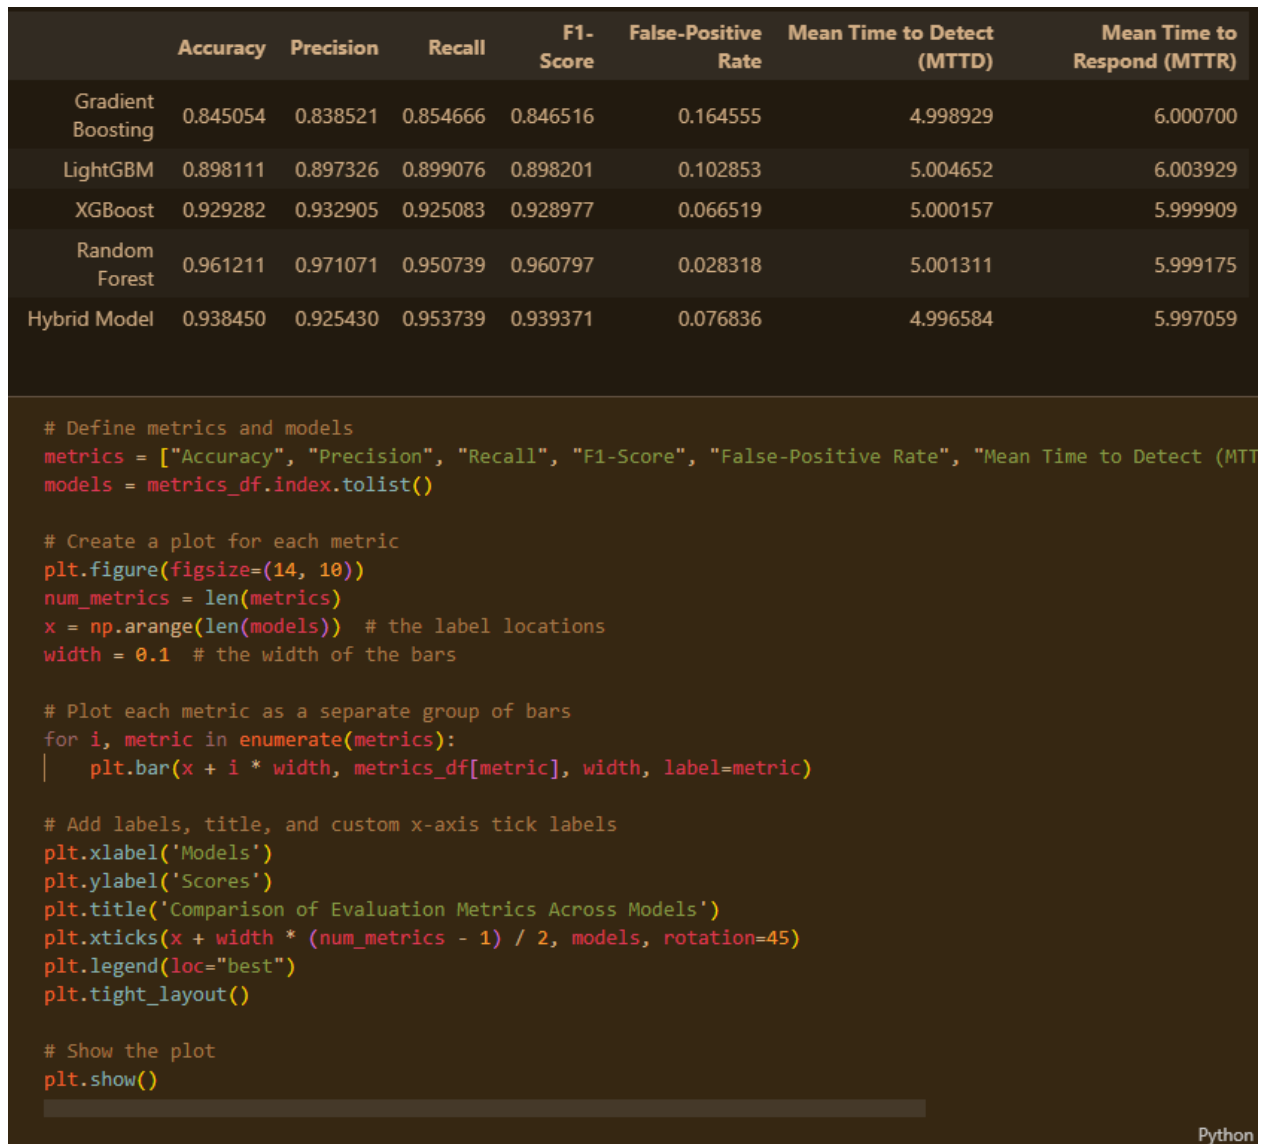 Accuracy Precision Recall F1-Score False-Positive Rate Mean Time to Detect (MTTD) Mean Time to Respond (MTTR)
Gradient Boosting 0.845054 0.838521 0.854666 0.846516 0.164555 4.998929 6.000700
LightGBM 0.898111 0.897326 0.899076 0.898201 0.102853 5.004652 6.003929
XGBoost 0.929282 0.932905 0.925083 0.928977 0.066519 5.000157 5.999909
Random Forest 0.961211 0.971071 0.950739 0.960797 0.028318 5.001311 5.999175
Hybrid Model 0.938450 0.925430 0.953739 0.939371 0.076836 4.996584 5.997059
# Define metrics and models
metrics = ["Accuracy", "Precision", "Recall", "F1-Score", "False-Positive Rate", "Mean Time to Detect (MTT
models = metrics_df.index.tolist()
# Create a plot for each metric
plt.figure(figsize=(14, 10))
num_metrics = len(metrics)
x = np.arange(len(models))  # the label locations
width = 0.1  # the width of the bars
# Plot each metric as a separate group of bars
for i, metric in enumerate(metrics):
    plt.bar(x + i * width, metrics_df[metric], width, label=metric)
# Add labels, title, and custom x-axis tick labels
plt.xlabel('Models')
plt.ylabel('Scores')
plt.title('Comparison of Evaluation Metrics Across Models')
plt.xticks(x + width * (num_metrics - 1) / 2, models, rotation=45)
plt.legend(loc="best")
plt.tight_layout()
# Show the plot
plt.show()
Python